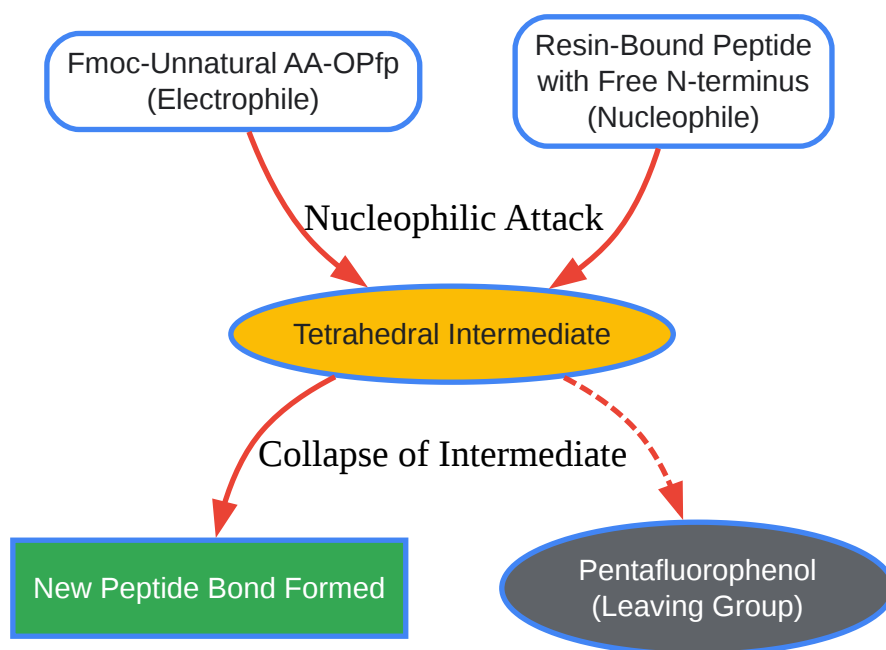 Fmoc-Unnatural AA-OPfp
(Electrophile)
Resin-Bound Peptide
with Free N-terminus
(Nucleophile)
Nucleophilic Attack
Tetrahedral Intermediate
Collapse of Intermediate
New Peptide Bond Formed
Pentafluorophenol
(Leaving Group)